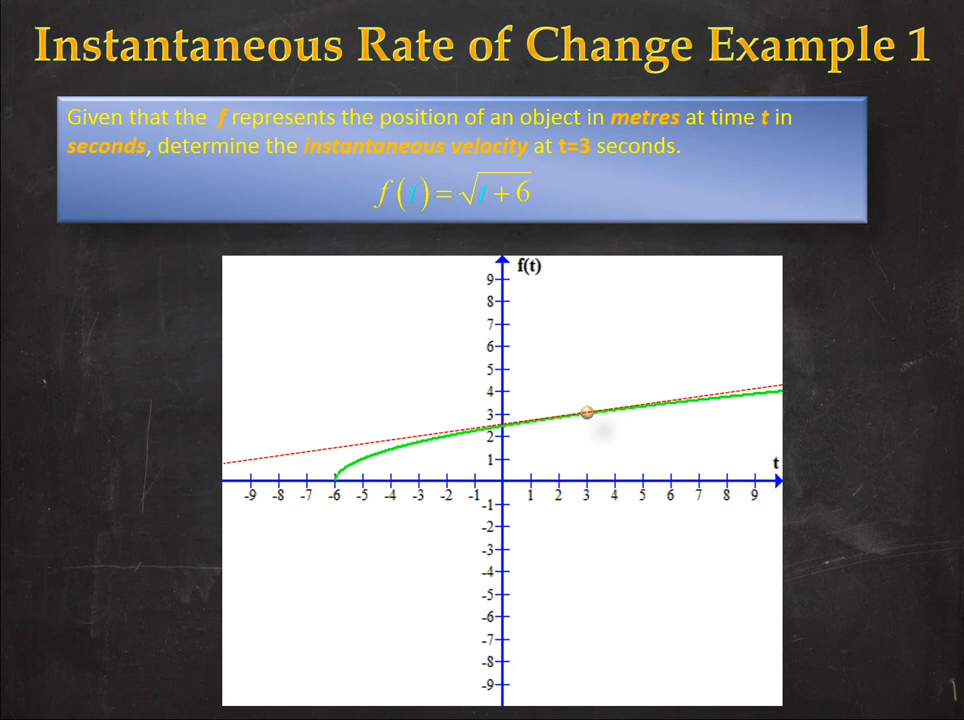 Instantaneous Rate of Change Example 1
Given that the f represents the position of an object in metres at time t in
seconds, determine the instantaneous velocity at t=3 seconds.
f(t)=√t+6
f(t)
9
8
7
6
5
4
3
2
1
t
-9 -8 -7 -6 -5 -4 -3 -2 -1 1 2 3 4 5 6 7 8 9
-1
-2
-3
-4
-5
-6
-7
-8
-9